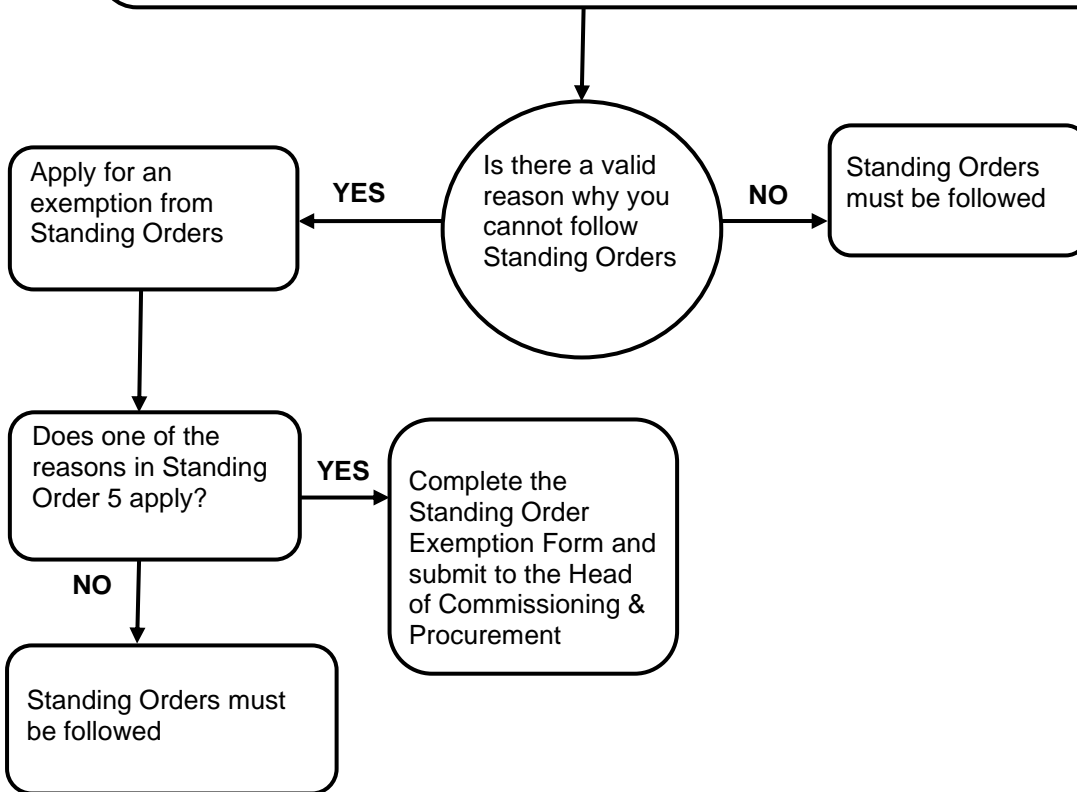 Is there a valid
reason why you
cannot follow
Standing Orders
YES
NO
Apply for an
exemption from
Standing Orders
Standing Orders
must be followed
Does one of the
reasons in Standing
Order 5 apply?
YES
NO
Complete the
Standing Order
Exemption Form and
submit to the Head
of Commissioning &
Procurement
Standing Orders must
be followed